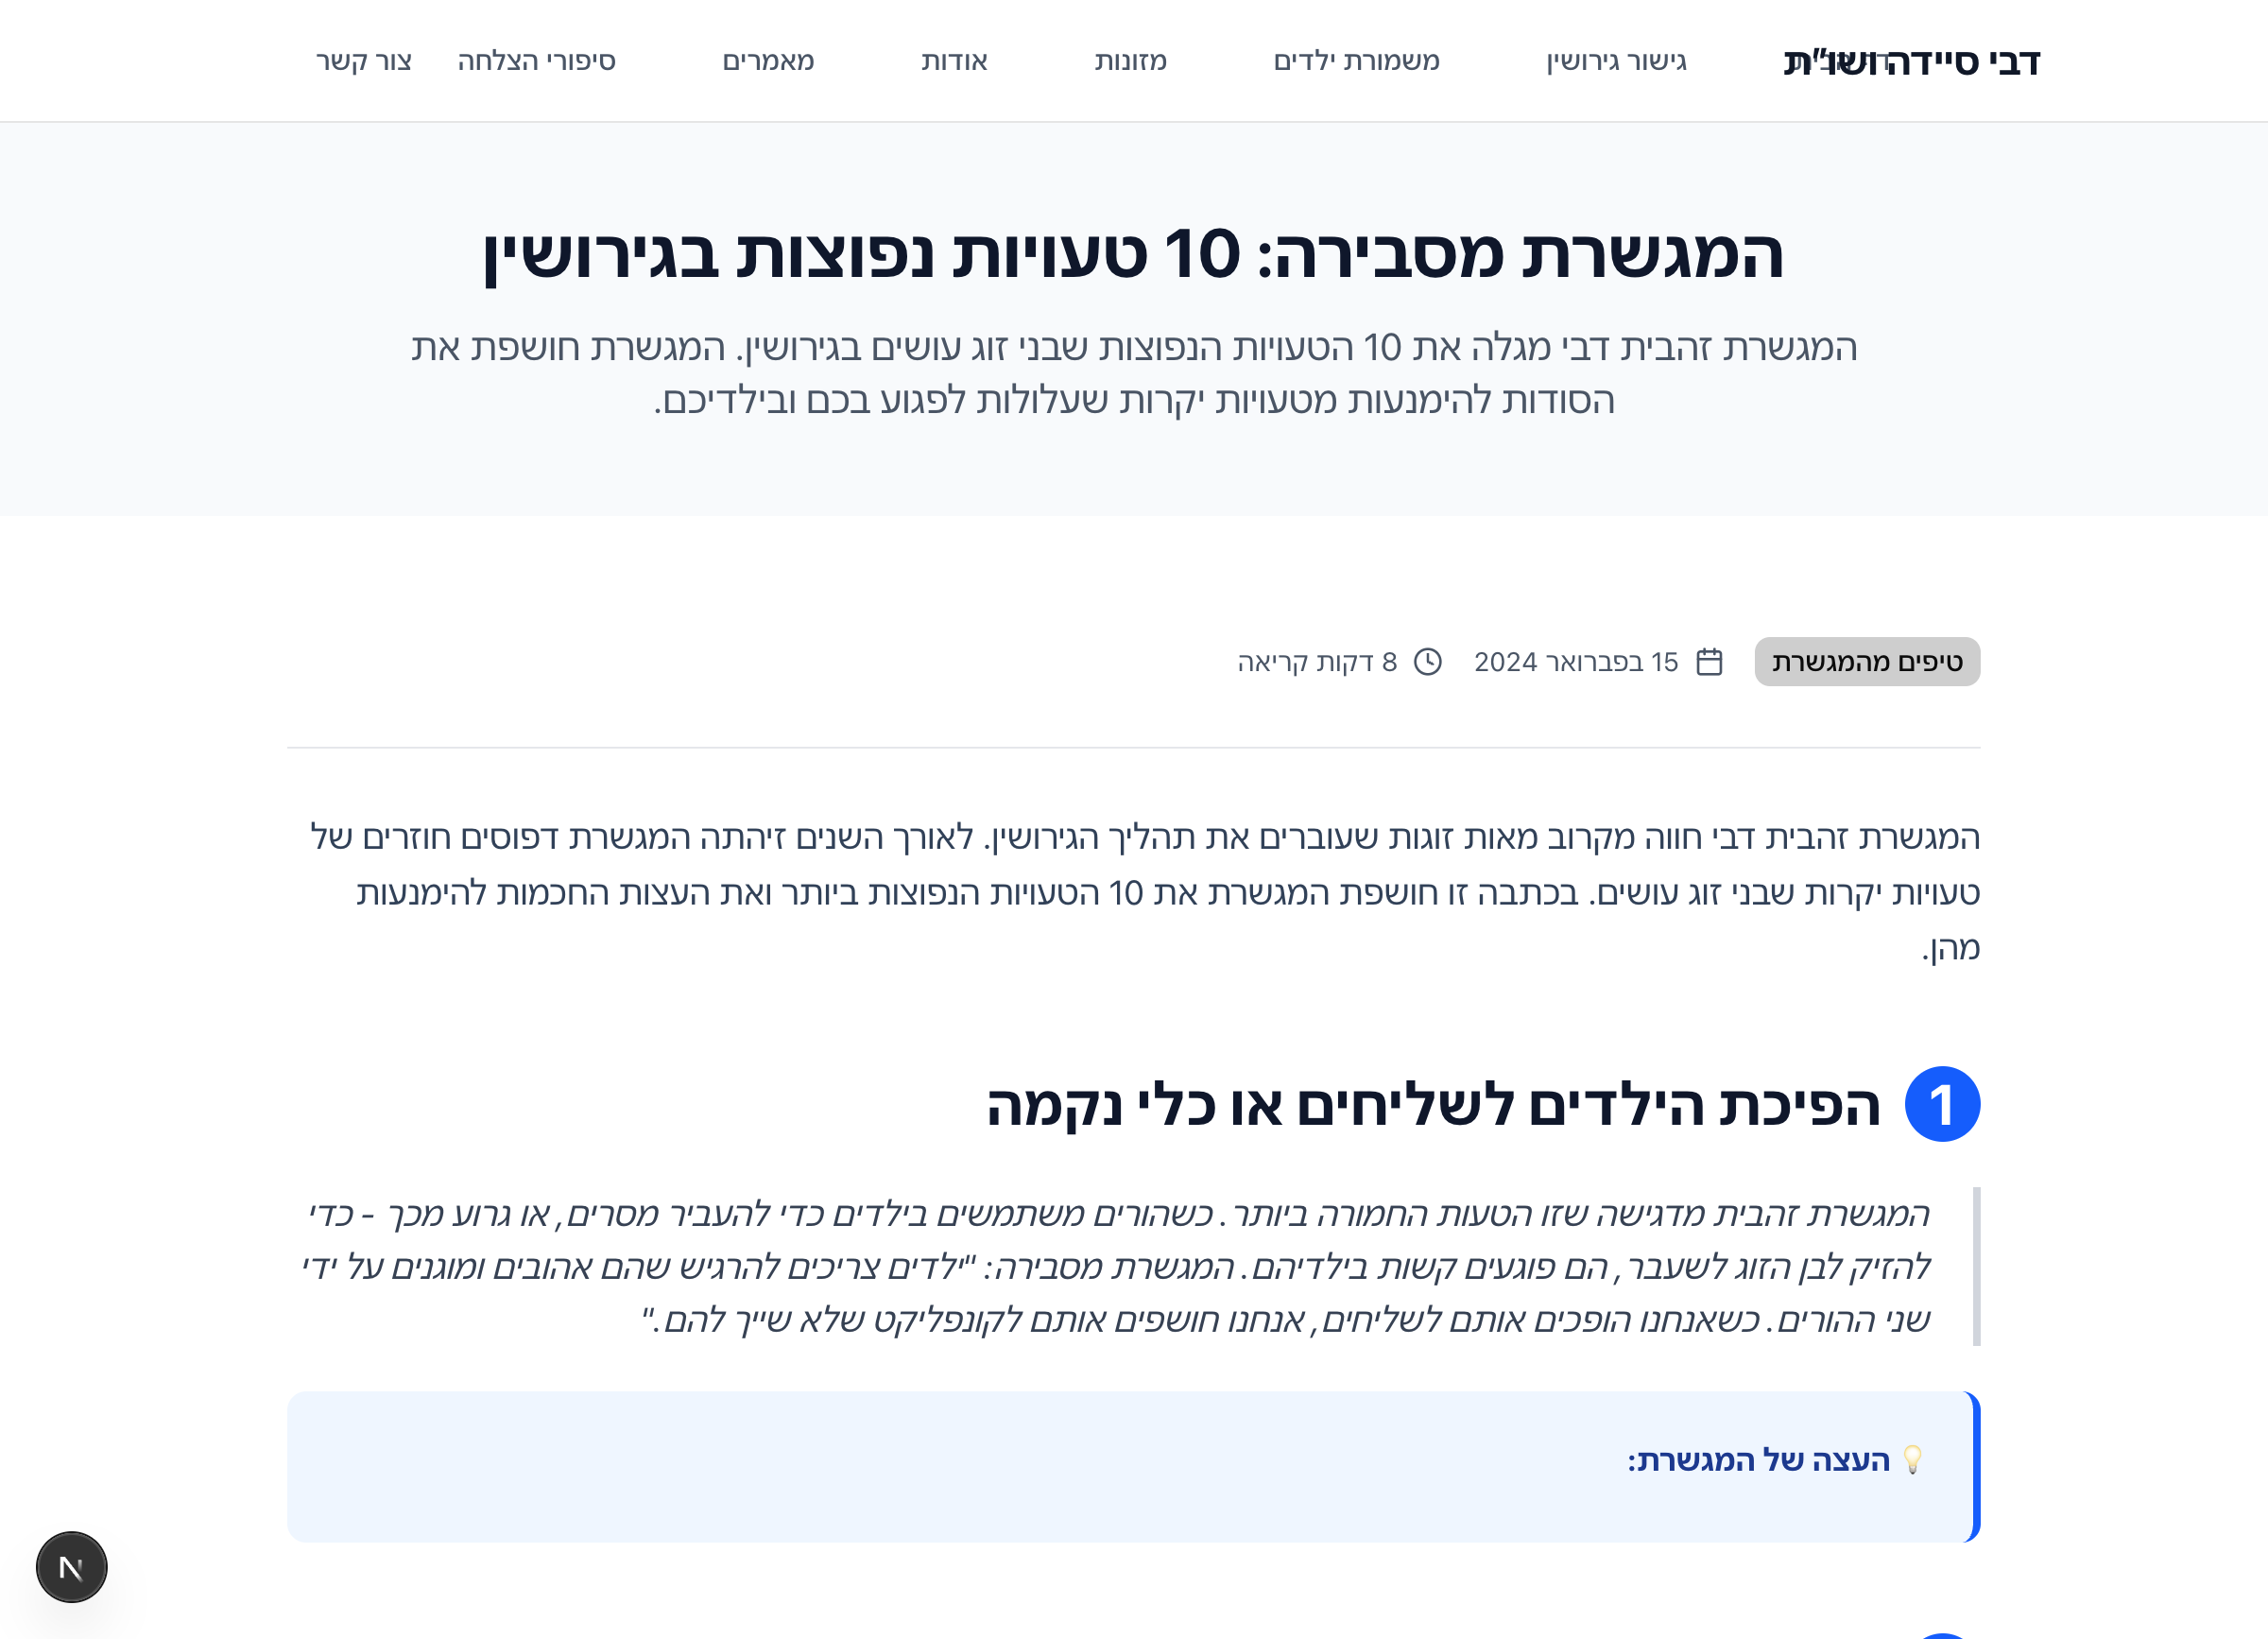 דבי סיידה ושו״ת
דף הבית
גישור גירושין
משמורת ילדים
מזונות
אודות
מאמרים
סיפורי הצלחה
צור קשר
המגשרת מסבירה: 10 טעויות נפוצות בגירושין
המגשרת זהבית דבי מגלה את 10 הטעויות הנפוצות שבני זוג עושים בגירושין. המגשרת חושפת את
הסודות להימנעות מטעויות יקרות שעלולות לפגוע בכם ובילדיכם.
טיפים מהמגשרת
15 בפברואר 2024
8 דקות קריאה
המגשרת זהבית דבי חווה מקרוב מאות זוגות שעוברים את תהליך הגירושין. לאורך השנים זיהתה המגשרת דפוסים חוזרים של
טעויות יקרות שבני זוג עושים. בכתבה זו חושפת המגשרת את 10 הטעויות הנפוצות ביותר ואת העצות החכמות להימנעות
מהן.
1 הפיכת הילדים לשליחים או כלי נקמה
המגשרת זהבית מדגישה שזו הטעות החמורה ביותר. כשהורים משתמשים בילדים כדי להעביר מסרים, או גרוע מכך - כדי
להזיק לבן הזוג לשעבר, הם פוגעים קשות בילדיהם. המגשרת מסבירה: "ילדים צריכים להרגיש שהם אהובים ומוגנים על ידי
שני ההורים. כשאנחנו הופכים אותם לשליחים, אנחנו חושפים אותם לקונפליקט שלא שייך להם."
💡 העצה של המגשרת:
N